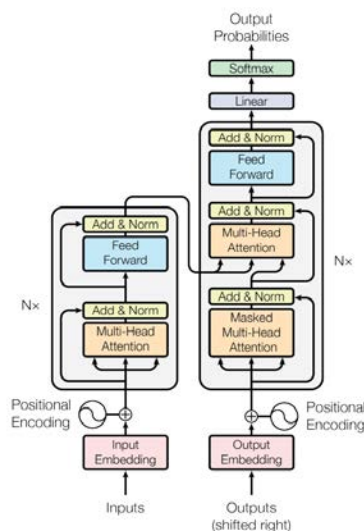 Output
Probabilities
Softmax
Linear
Add & Norm
Feed
Forward
Add & Norm
Multi-Head
Attention
Add & Norm
Masked
Multi-Head
Attention
Nx
Positional
Encoding
Output
Embedding
Outputs
(shifted right)
Add & Norm
Feed
Forward
Add & Norm
Multi-Head
Attention
Nx
Positional
Encoding
Input
Embedding
Inputs